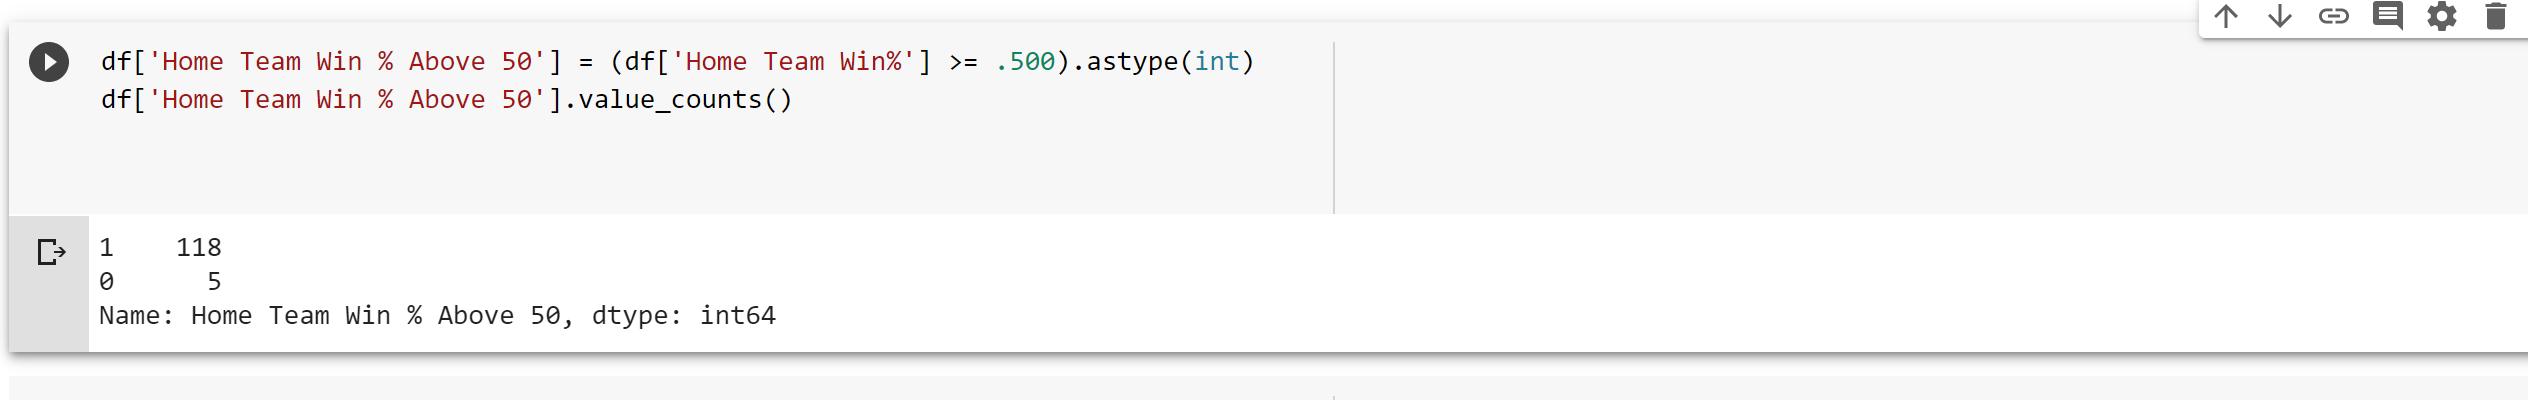 df['Home Team Win % Above 50'] = (df['Home Team Win%'] >= .500).astype(int)
df['Home Team Win % Above 50'].value_counts()
1    118
0      5
Name: Home Team Win % Above 50, dtype: int64